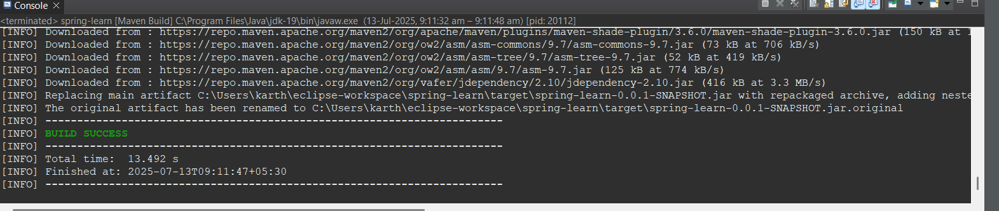 Console
<terminated> spring-learn [Maven Build] C:\Program Files\Java\jdk-19\bin\javaw.exe (13-Jul-2025, 9:11:32 am – 9:11:48 am) [pid: 20112]
[INFO] Downloaded from : https://repo.maven.apache.org/maven2/org/apache/maven/plugins/maven-shade-plugin/3.6.0/maven-shade-plugin-3.6.0.jar (150 kB at 1
[INFO] Downloaded from : https://repo.maven.apache.org/maven2/org/ow2/asm/asm-commons/9.7/asm-commons-9.7.jar (73 kB at 706 kB/s)
[INFO] Downloaded from : https://repo.maven.apache.org/maven2/org/ow2/asm/asm-tree/9.7/asm-tree-9.7.jar (52 kB at 419 kB/s)
[INFO] Downloaded from : https://repo.maven.apache.org/maven2/org/ow2/asm/asm/9.7/asm-9.7.jar (125 kB at 774 kB/s)
[INFO] Downloaded from : https://repo.maven.apache.org/maven2/org/vafer/jdependency/2.10/jdependency-2.10.jar (416 kB at 3.3 MB/s)
[INFO] Replacing main artifact C:\Users\karth\eclipse-workspace\spring-learn\target\spring-learn-0.0.1-SNAPSHOT.jar with repackaged archive, adding neste
[INFO] The original artifact has been renamed to C:\Users\karth\eclipse-workspace\spring-learn\target\spring-learn-0.0.1-SNAPSHOT.jar.original
[INFO] ------------------------------------------------------------------------
[INFO] BUILD SUCCESS
[INFO] ------------------------------------------------------------------------
[INFO] Total time:  13.492 s
[INFO] Finished at: 2025-07-13T09:11:47+05:30
[INFO] ------------------------------------------------------------------------